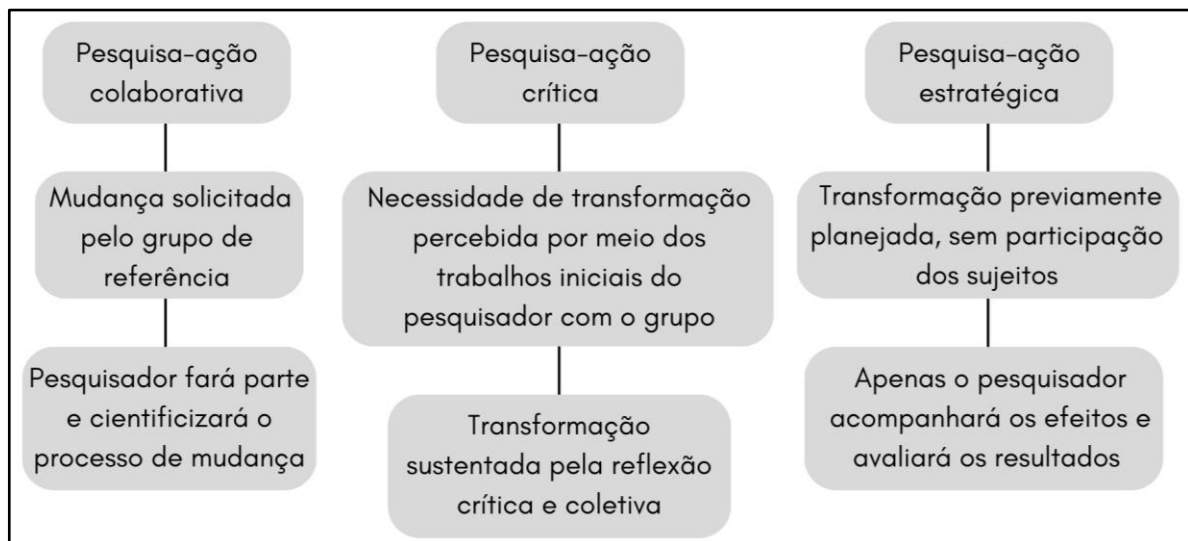 Pesquisa-ação
colaborativa
Mudança solicitada
pelo grupo de
referência
Pesquisador fará parte
e cientificizará o
processo de mudança
Pesquisa-ação
crítica
Necessidade de transformação
percebida por meio dos
trabalhos iniciais do
pesquisador com o grupo
Transformação
sustentada pela reflexão
crítica e coletiva
Pesquisa-ação
estratégica
Transformação previamente
planejada, sem participação
dos sujeitos
Apenas o pesquisador
acompanhará os efeitos e
avaliará os resultados